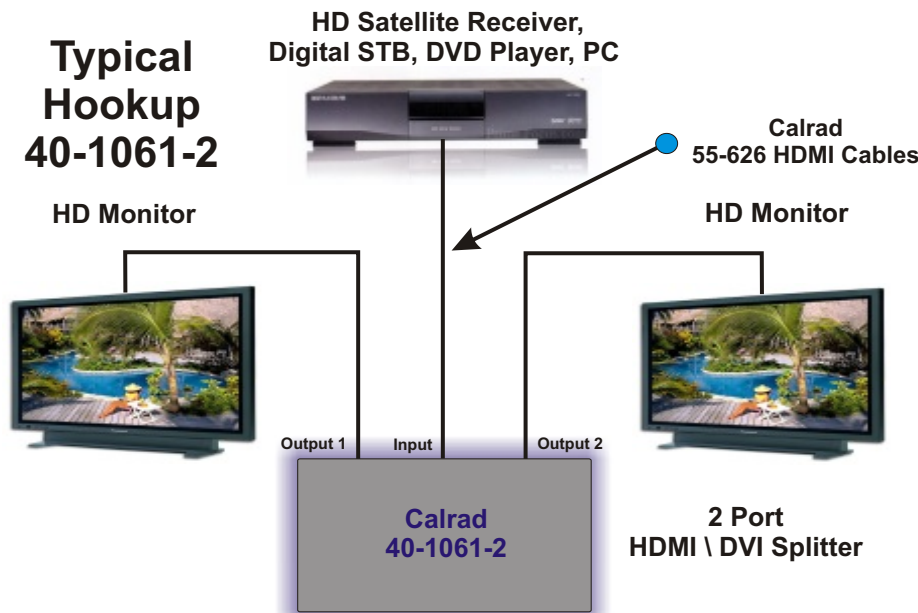 Typical
Hookup
40-1061-2
HD Satellite Receiver,
Digital STB, DVD Player, PC
Calrad
55-626 HDMI Cables
HD Monitor
HD Monitor
Output 1
Input
Output 2
Calrad
40-1061-2
2 Port
HDMI \ DVI Splitter